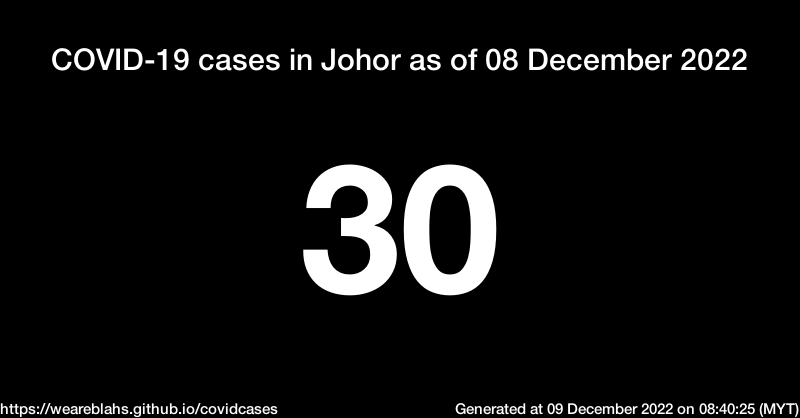 COVID-19 cases in Johor as of 08 December 2022
30
https://weareblahs.github.io/covidcases
Generated at 09 December 2022 on 08:40:25 (MYT)